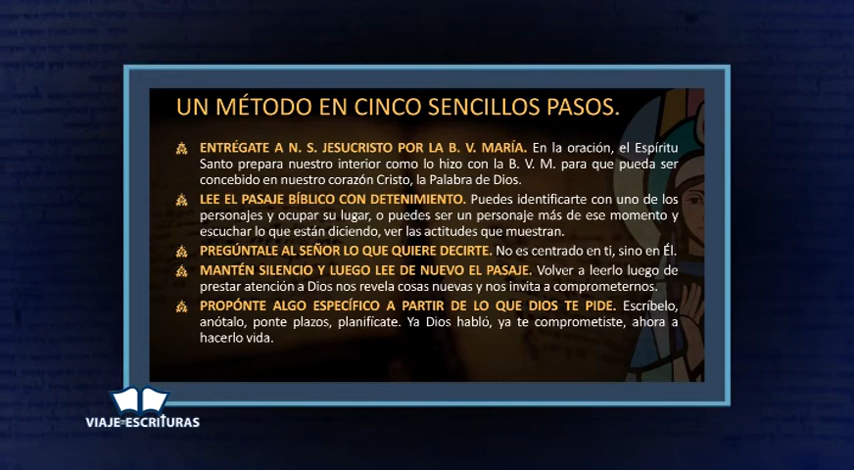 UN MÉTODO EN CINCO SENCILLOS PASOS.
ENTRÉGATE A N. S. JESUCRISTO POR LA B. V. MARÍA. En la oración, el Espíritu
Santo prepara nuestro interior como lo hizo con la B. V. M. para que pueda ser
concebido en nuestro corazón Cristo, la Palabra de Dios.
LEE EL PASAJE BÍBLICO CON DETENIMIENTO. Puedes identificarte con uno de los
personajes y ocupar su lugar, o puedes ser un personaje más de ese momento y
escuchar lo que están diciendo, ver las actitudes que muestran.
PREGÚNTALE AL SEÑOR LO QUE QUIERE DECIRTE. No es centrado en ti, sino en Él.
MANTÉN SILENCIO Y LUEGO LEE DE NUEVO EL PASAJE. Volver a leerlo luego de
prestar atención a Dios nos revela cosas nuevas y nos invita a comprometernos.
PROPÓNTE ALGO ESPECÍFICO A PARTIR DE LO QUE DIOS TE PIDE. Escríbelo,
anótalo, ponte plazos, planifícate. Ya Dios habló, ya te comprometiste, ahora a
hacerlo vida.
VIAJE ESCRITURAS